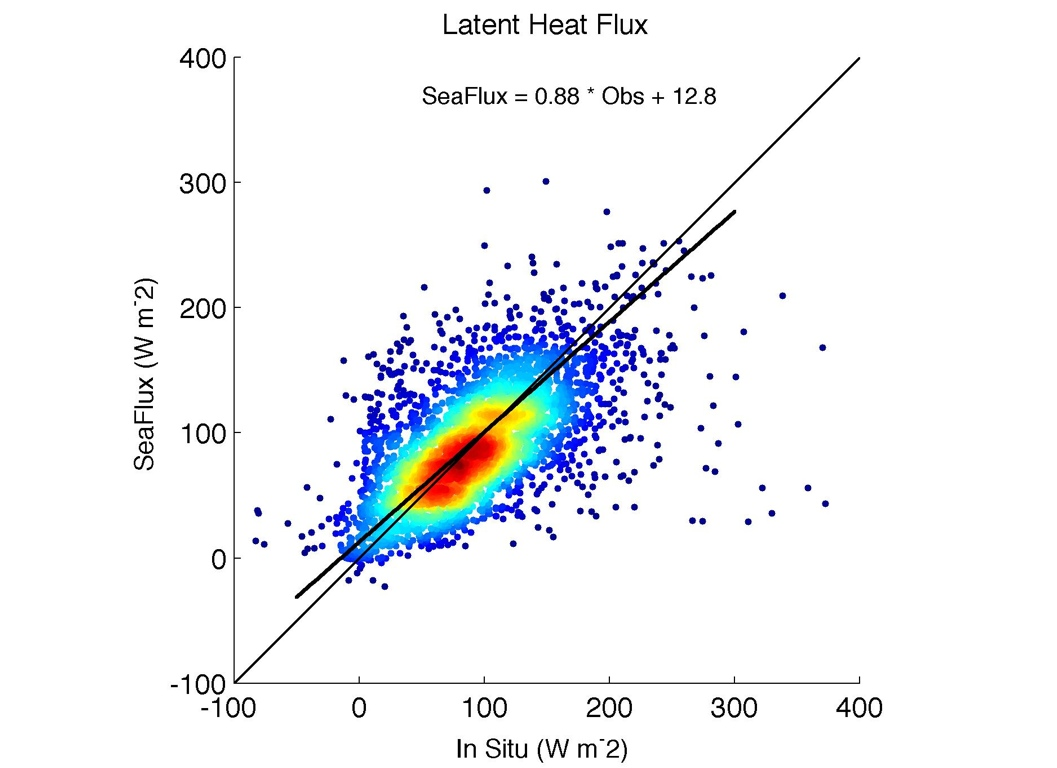 Latent Heat Flux
SeaFlux = 0.88 * Obs + 12.8
400
300
200
100
0
-100
SeaFlux (W m⁻2)
-100 0 100 200 300 400
In Situ (W m⁻2)